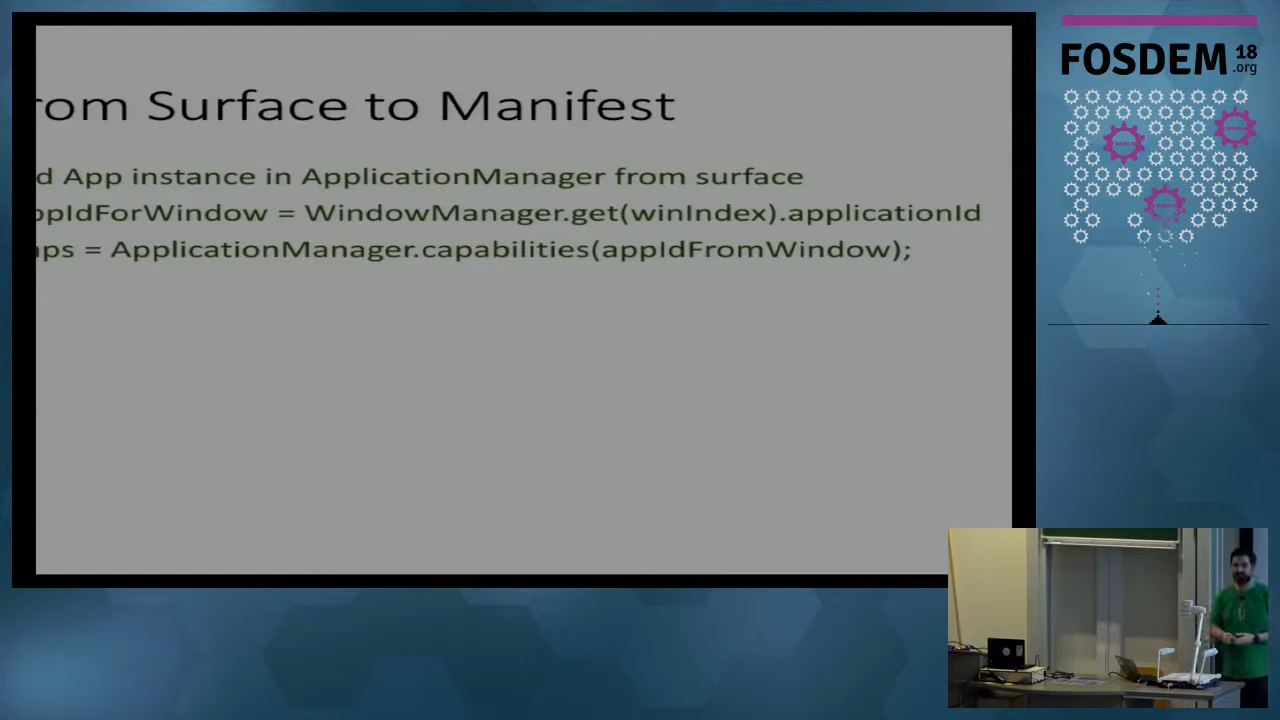 rom Surface to Manifest
d App instance in ApplicationManager from surface
ppIdForWindow = WindowManager.get(winIndex).applicationId
aps = ApplicationManager.capabilities(appIdFromWindow);
FOSDEM 18
.org